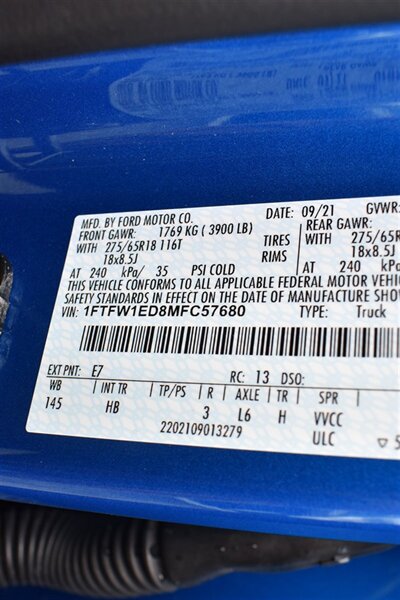 MFD. BY FORD MOTOR CO.
DATE: 09/21 GVWR:
FRONT GAWR: 1769 KG ( 3900 LB)
REAR GAWR:
WITH 275/65R18 116T TIRES WITH 275/65R
18x8.5J RIMS 18x8.5J
AT 240 kPa/ 35 PSI COLD AT 240 kPa/
THIS VEHICLE CONFORMS TO ALL APPLICABLE FEDERAL MOTOR VEHICLE
SAFETY STANDARDS IN EFFECT ON THE DATE OF MANUFACTURE SHOW
VIN: 1FTFW1ED8MFC57680 TYPE: Truck
EXT PNT: E7 RC: 13 DSO:
WB INT TR TP/PS R AXLE TR SPR
145 HB 3 L6 H VVCC
2202109013279 ULC ▽5